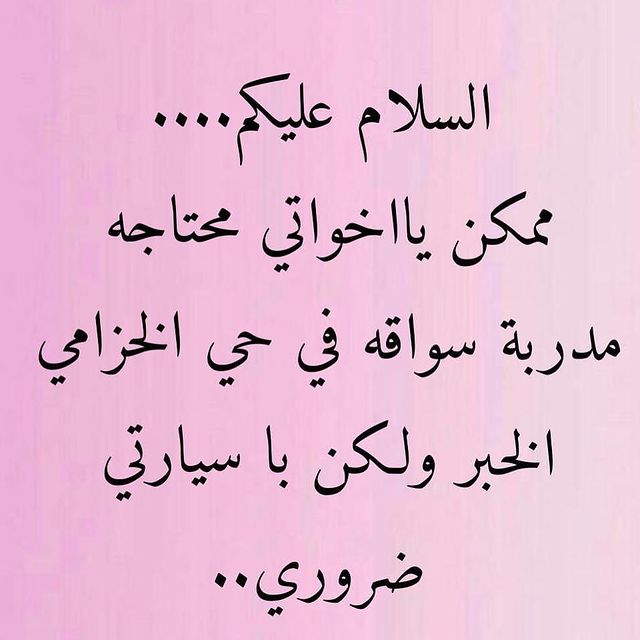 السلام عليكم....
ممكن يااخواتي محتاجه
مدربة سواقه في حي الخزامي
الخبر ولكن با سيارتي
ضروري..